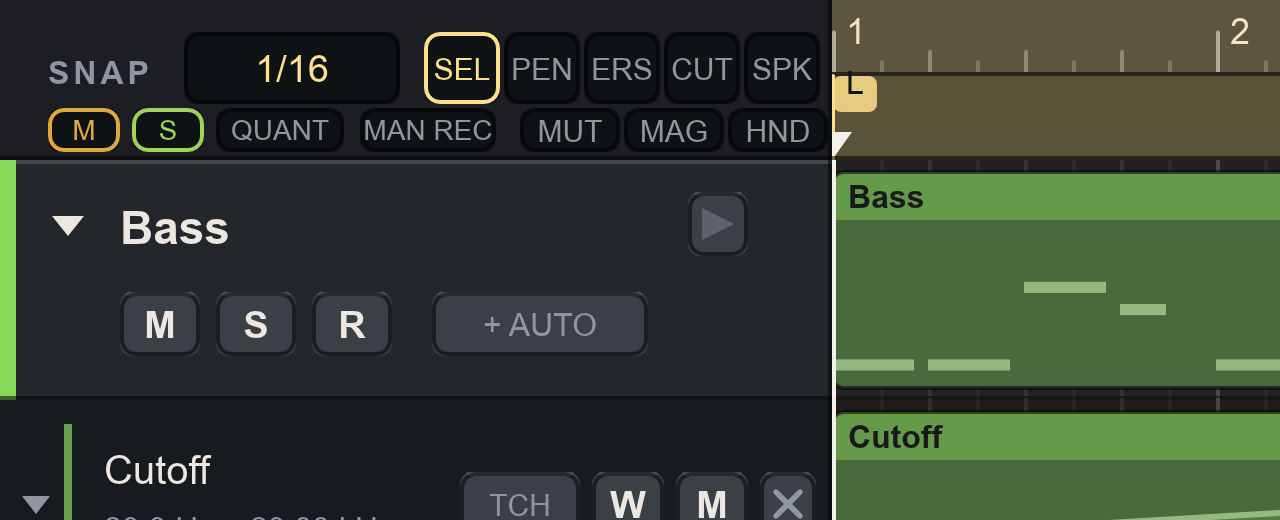 SNAP 1/16 SEL PEN ERS CUT SPK
M S QUANT MAN REC MUT MAG HND
1 2
L
Bass
M S R + AUTO
Bass
Cutoff
TCH W M
Cutoff